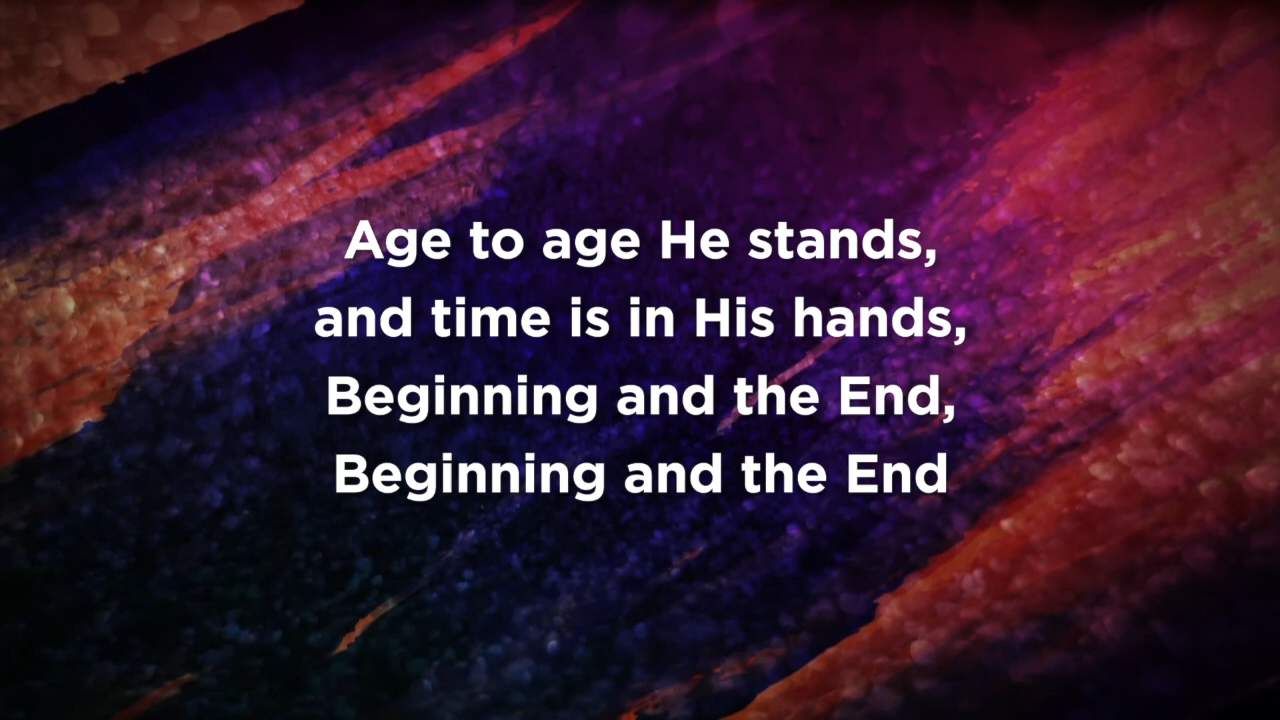 Age to age He stands,
and time is in His hands,
Beginning and the End,
Beginning and the End